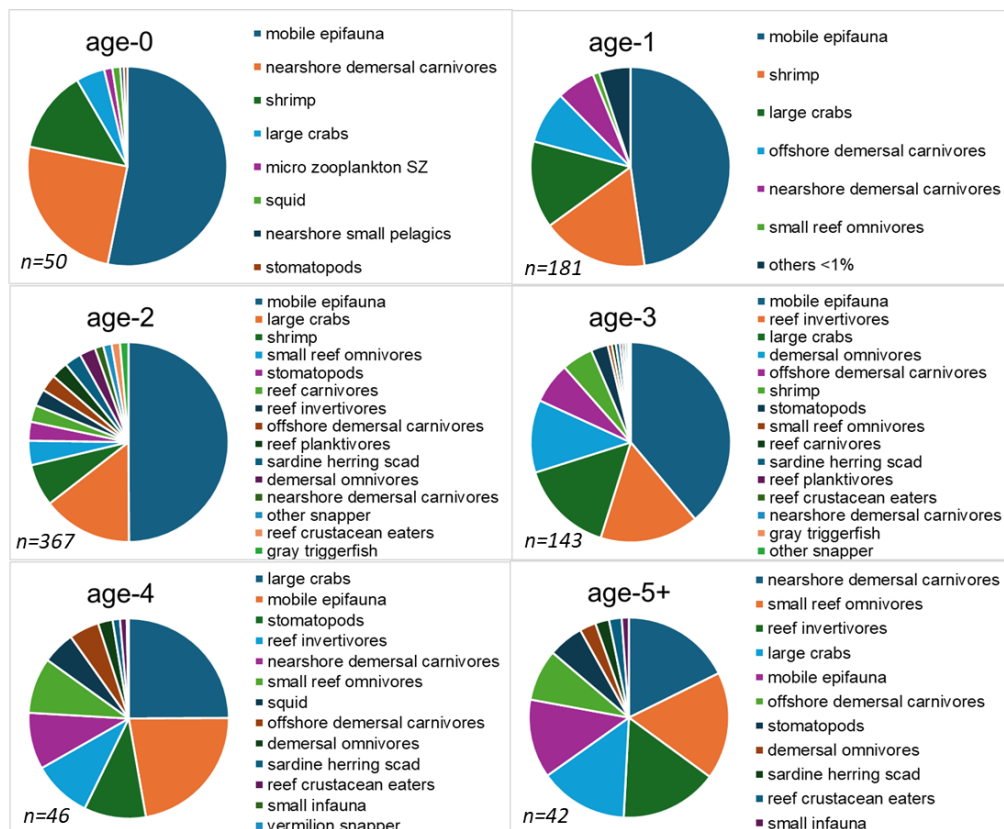 age-0
mobile epifauna
nearshore demersal carnivores
shrimp
large crabs
micro zooplankton SZ
squid
nearshore small pelagics
stomatopods
n=50
age-1
mobile epifauna
shrimp
large crabs
offshore demersal carnivores
nearshore demersal carnivores
small reef omnivores
others <1%
n=181
age-2
mobile epifauna
large crabs
shrimp
small reef omnivores
stomatopods
reef carnivores
reef invertivores
offshore demersal carnivores
reef planktivores
sardine herring scad
demersal omnivores
nearshore demersal carnivores
other snapper
reef crustacean eaters
gray triggerfish
n=367
age-3
mobile epifauna
reef invertivores
large crabs
demersal omnivores
offshore demersal carnivores
shrimp
stomatopods
small reef omnivores
reef carnivores
sardine herring scad
reef planktivores
reef crustacean eaters
nearshore demersal carnivores
gray triggerfish
other snapper
n=143
age-4
large crabs
mobile epifauna
stomatopods
reef invertivores
nearshore demersal carnivores
small reef omnivores
squid
offshore demersal carnivores
demersal omnivores
sardine herring scad
reef crustacean eaters
small infauna
vermilion snapper
n=46
age-5+
nearshore demersal carnivores
small reef omnivores
reef invertivores
large crabs
mobile epifauna
offshore demersal carnivores
stomatopods
demersal omnivores
sardine herring scad
reef crustacean eaters
small infauna
n=42